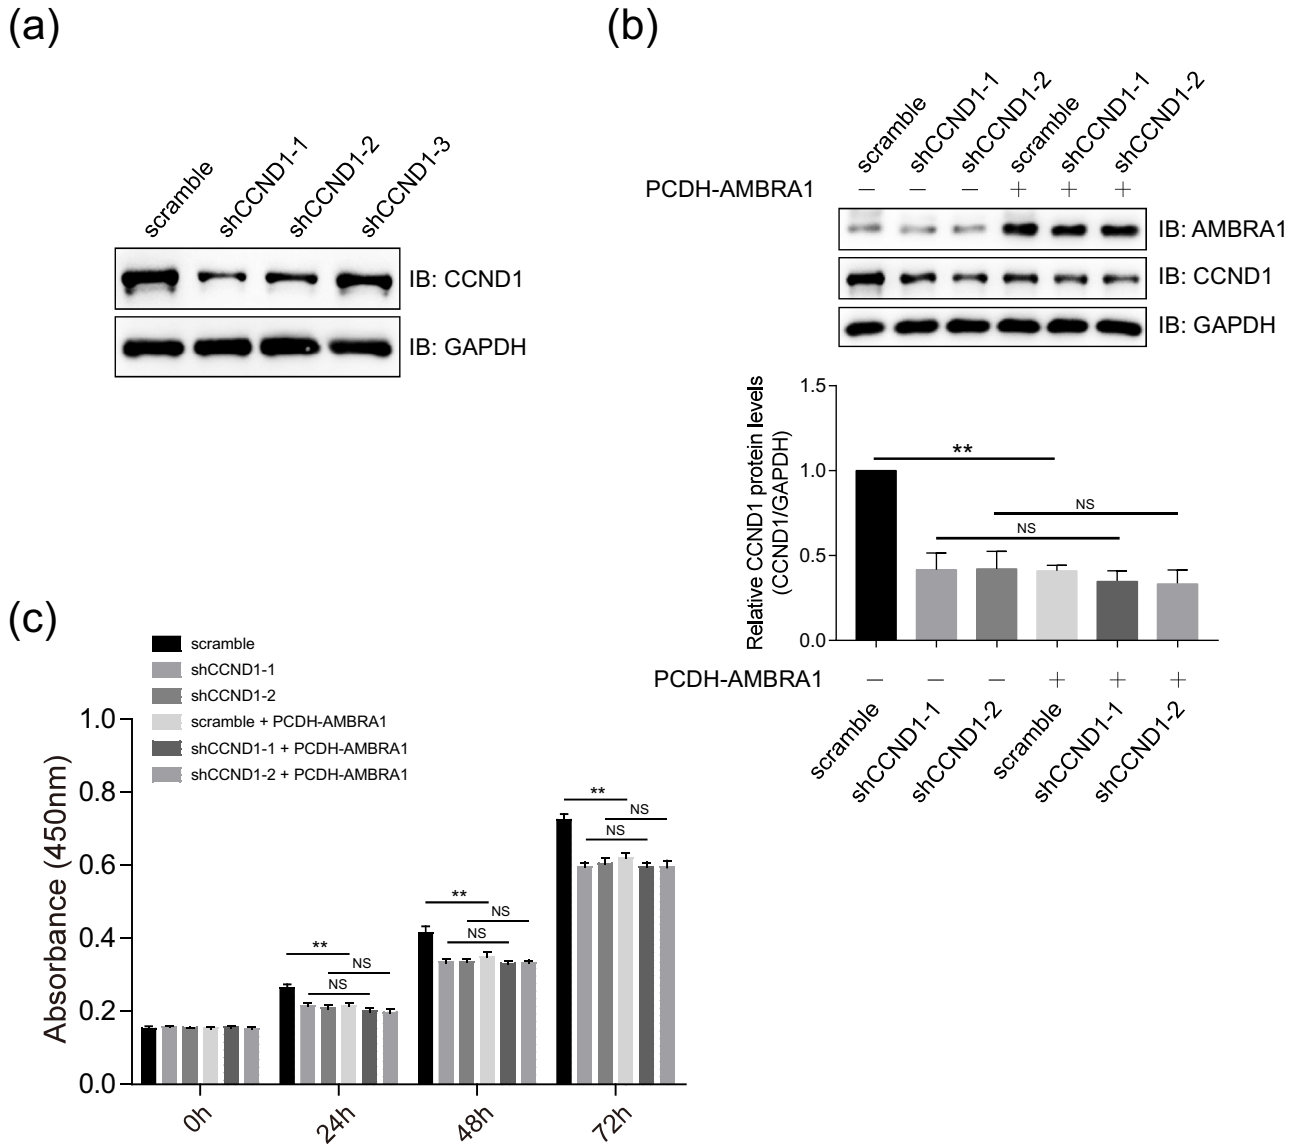 (a)
scramble
shCCND1-1
shCCND1-2
shCCND1-3
IB: CCND1
IB: GAPDH
(b)
scramble
shCCND1-1
shCCND1-2
scramble
shCCND1-1
shCCND1-2
PCDH-AMBRA1 − − − + + +
IB: AMBRA1
IB: CCND1
IB: GAPDH
Relative CCND1 protein levels
(CCND1/GAPDH)
1.5
1.0
0.5
0.0
**
NS
NS
PCDH-AMBRA1 − − − + + +
scramble
shCCND1-1
shCCND1-2
scramble
shCCND1-1
shCCND1-2
(c)
scramble
shCCND1-1
shCCND1-2
scramble + PCDH-AMBRA1
shCCND1-1 + PCDH-AMBRA1
shCCND1-2 + PCDH-AMBRA1
Absorbance (450nm)
1.0
0.8
0.6
0.4
0.2
0.0
**
NS
NS
**
NS
NS
**
NS
NS
0h
24h
48h
72h